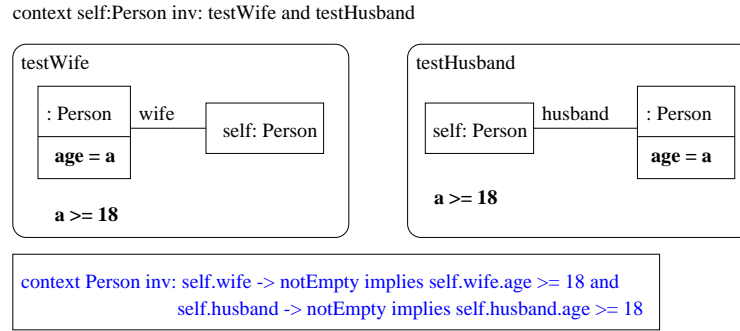 context self:Person inv: testWife and testHusband
testWife
: Person
wife
self: Person
age = a
a >= 18
testHusband
self: Person
husband
: Person
age = a
a >= 18
context Person inv: self.wife -> notEmpty implies self.wife.age >= 18 and
self.husband -> notEmpty implies self.husband.age >= 18